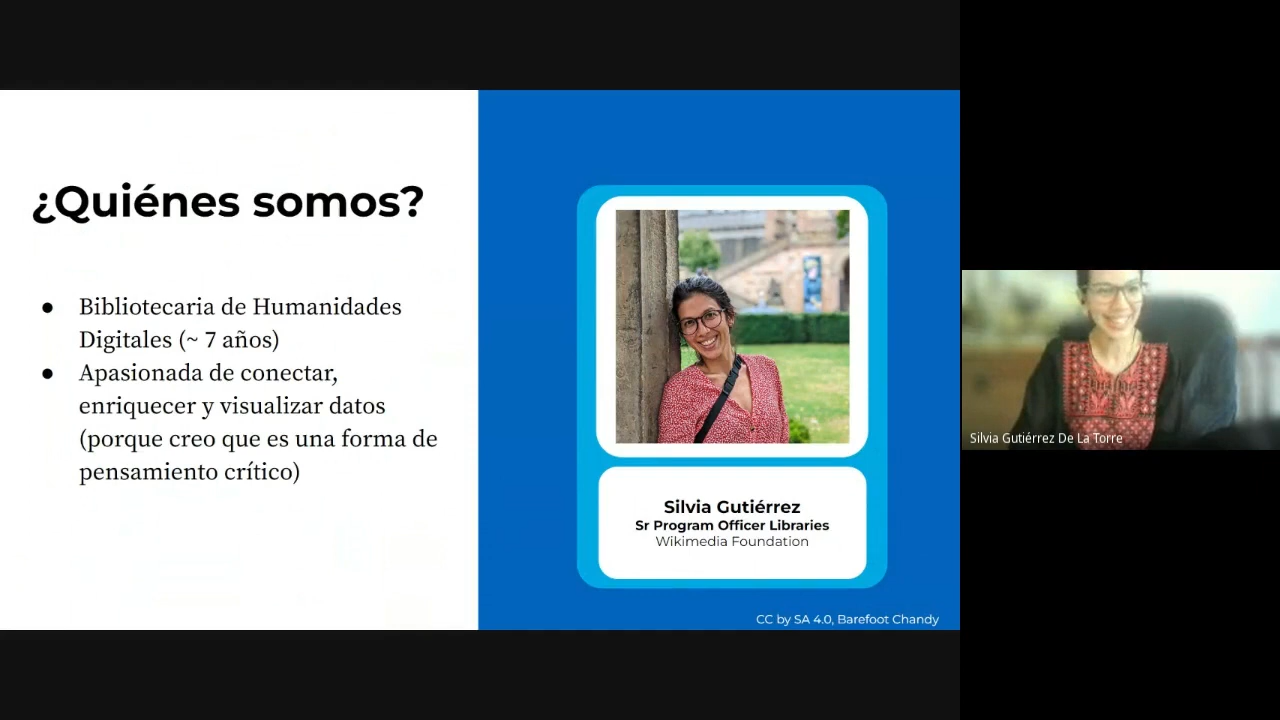 ¿Quiénes somos?
● Bibliotecaria de Humanidades
Digitales (~ 7 años)
● Apasionada de conectar,
enriquecer y visualizar datos
(porque creo que es una forma de
pensamiento crítico)
Silvia Gutiérrez
Sr Program Officer Libraries
Wikimedia Foundation
CC by SA 4.0, Barefoot Chandy
Silvia Gutiérrez De La Torre